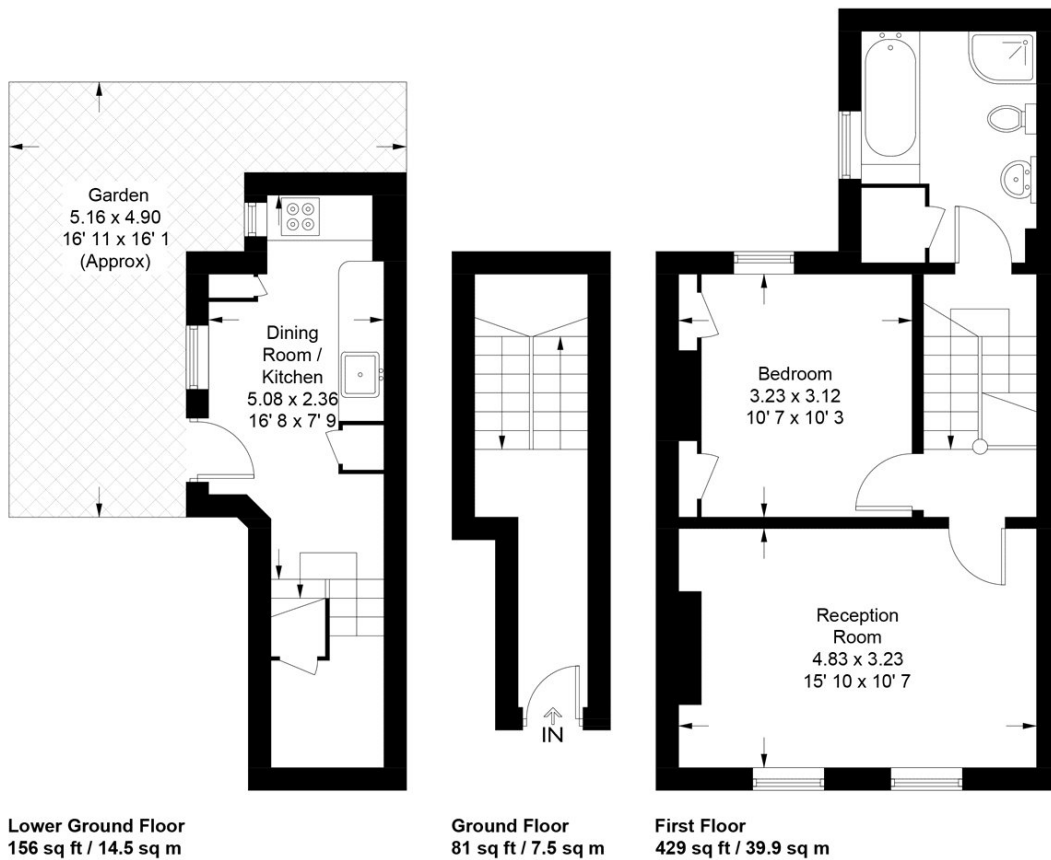 Garden
5.16 x 4.90
16' 11 x 16' 1
(Approx)
Dining
Room /
Kitchen
5.08 x 2.36
16' 8 x 7' 9
IN
Bedroom
3.23 x 3.12
10' 7 x 10' 3
Reception
Room
4.83 x 3.23
15' 10 x 10' 7
Lower Ground Floor
156 sq ft / 14.5 sq m
Ground Floor
81 sq ft / 7.5 sq m
First Floor
429 sq ft / 39.9 sq m